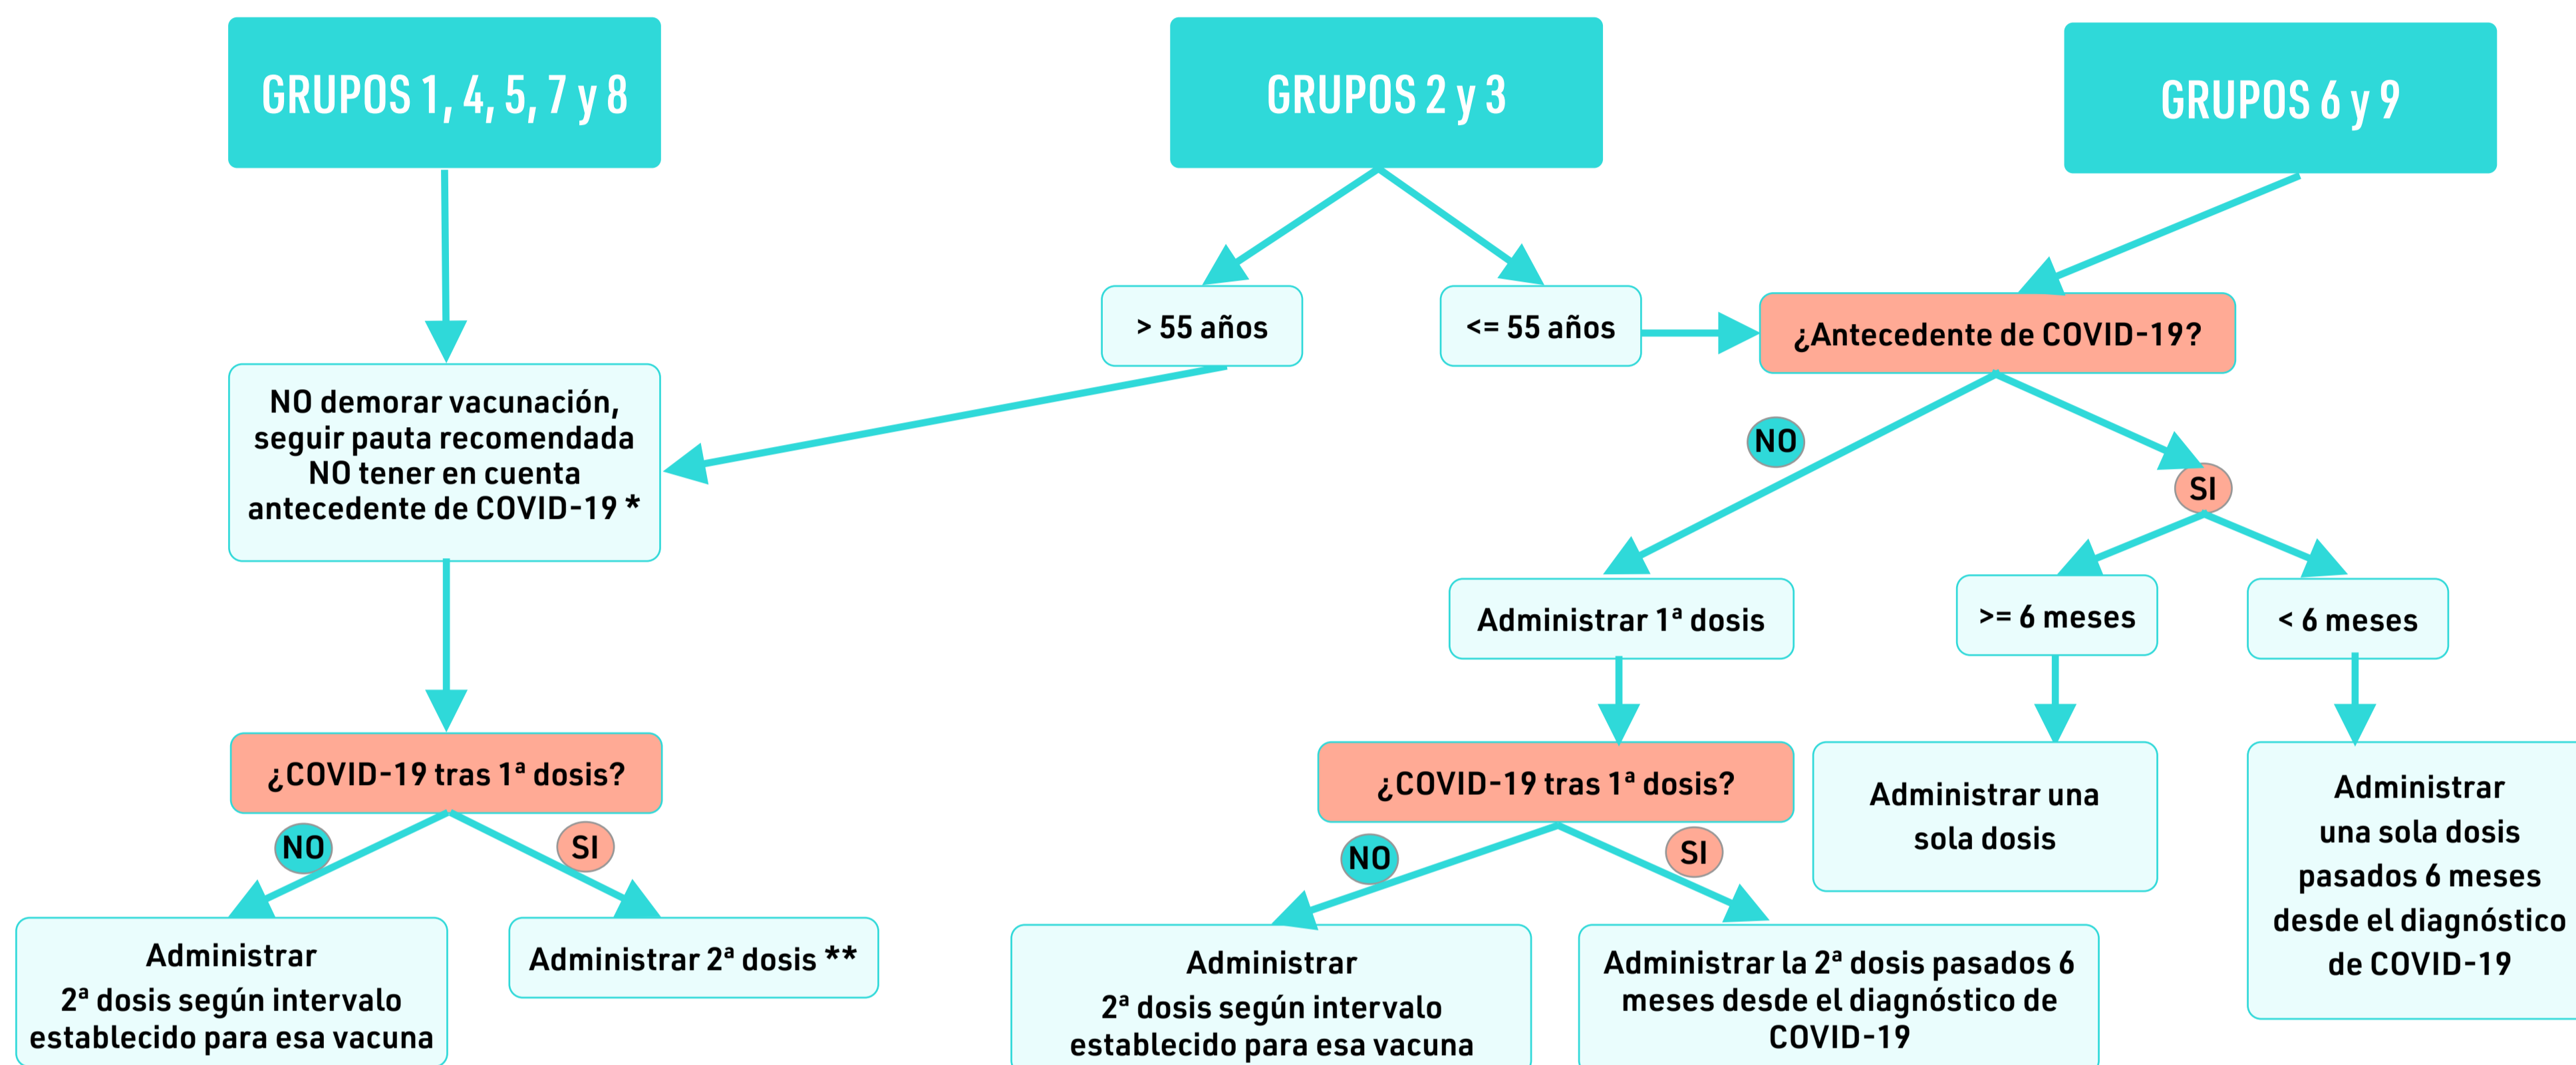 GRUPOS 1, 4, 5, 7 y 8
GRUPOS 2 y 3
GRUPOS 6 y 9
> 55 años
<= 55 años
¿Antecedente de COVID-19?
NO demorar vacunación,
seguir pauta recomendada
NO tener en cuenta
antecedente de COVID-19 *
NO
SI
Administrar 1ª dosis
>= 6 meses
< 6 meses
¿COVID-19 tras 1ª dosis?
NO
SI
Administrar
2ª dosis según intervalo
establecido para esa vacuna
Administrar 2ª dosis **
¿COVID-19 tras 1ª dosis?
NO
SI
Administrar
2ª dosis según intervalo
establecido para esa vacuna
Administrar la 2ª dosis pasados 6
meses desde el diagnóstico de
COVID-19
Administrar una
sola dosis
Administrar
una sola dosis
pasados 6 meses
desde el diagnóstico
de COVID-19